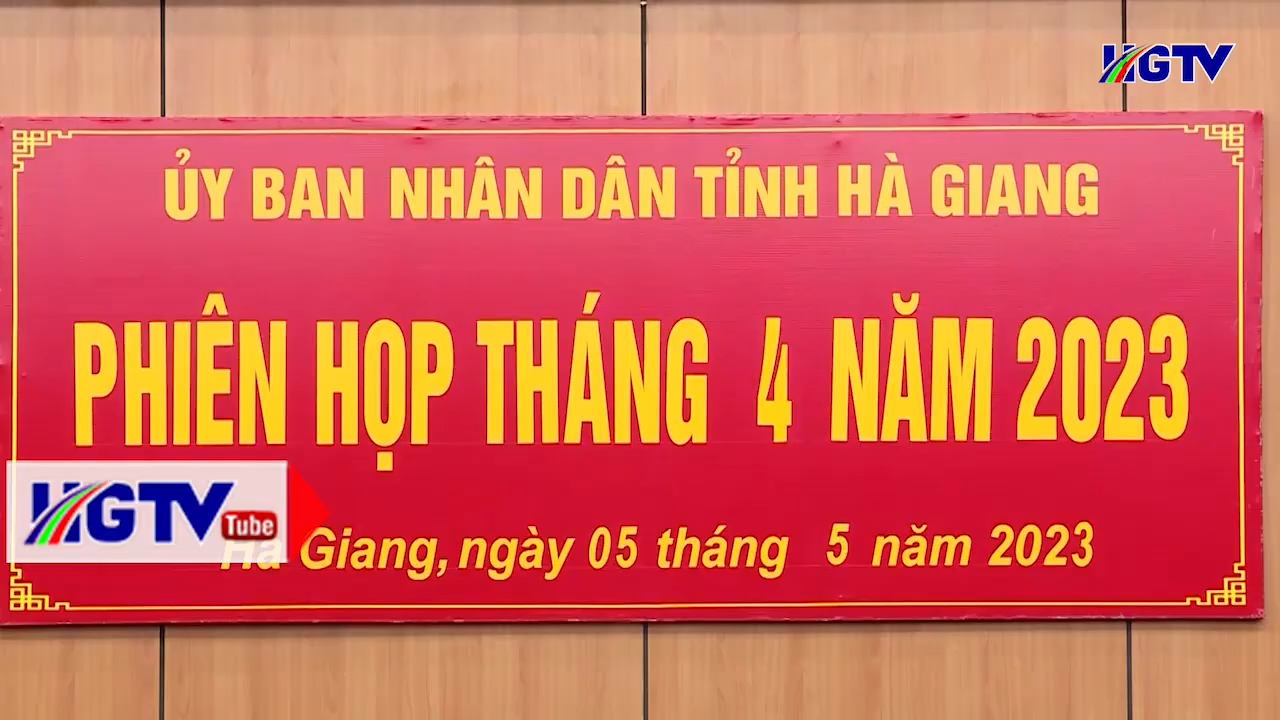 HGTV
ỦY BAN NHÂN DÂN TỈNH HÀ GIANG
PHIÊN HỌP THÁNG 4 NĂM 2023
HGTV Tube
Hà Giang, ngày 05 tháng 5 năm 2023